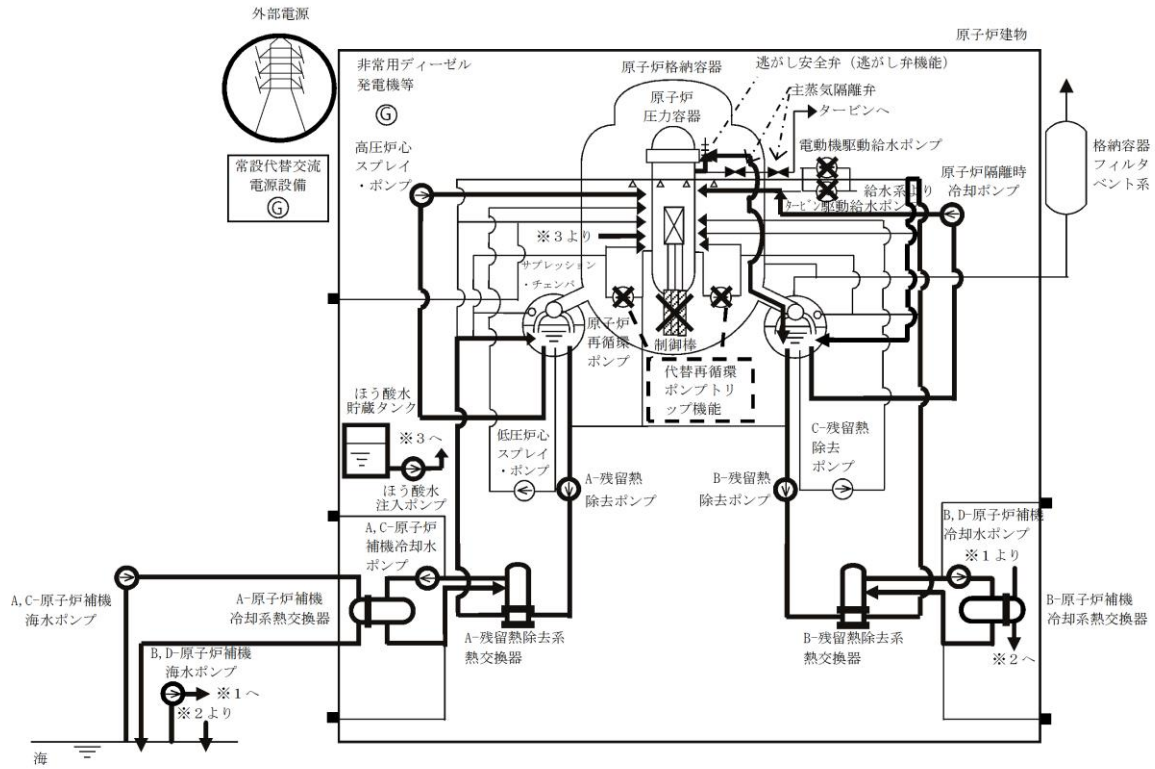 外部電源
原子炉建物
非常用ディーゼル
発電機等
G
原子炉格納容器
逃がし安全弁（逃がし弁機能）
主蒸気隔離弁
タービンへ
原子炉
圧力容器
電動機駆動給水ポンプ
格納容器
フィルタ
ベント系
常設代替交流
電源設備
G
高圧炉心
スプレイ
・ポンプ
原子炉隔離時
冷却ポンプ
給水系より
タービン駆動給水ポンプ
※３より
サプレッション
・チェンバ
原子炉
再循環
ポンプ
制御棒
代替再循環
ポンプトリ
ップ機能
ほう酸水
貯蔵タンク
※３へ
ほう酸水
注入ポンプ
低圧炉心
スプレイ
・ポンプ
A-残留熱
除去ポンプ
B-残留熱
除去ポンプ
C-残留熱
除去
ポンプ
A,C-原子炉
補機冷却水
ポンプ
B,D-原子炉補機
冷却水ポンプ
※１より
A,C-原子炉補機
海水ポンプ
A-原子炉補機
冷却系熱交換器
A-残留熱除去系
熱交換器
B-残留熱除去系
熱交換器
B-原子炉補機
冷却系熱交換器
※２へ
B,D-原子炉補機
海水ポンプ
※１へ
※２より
海